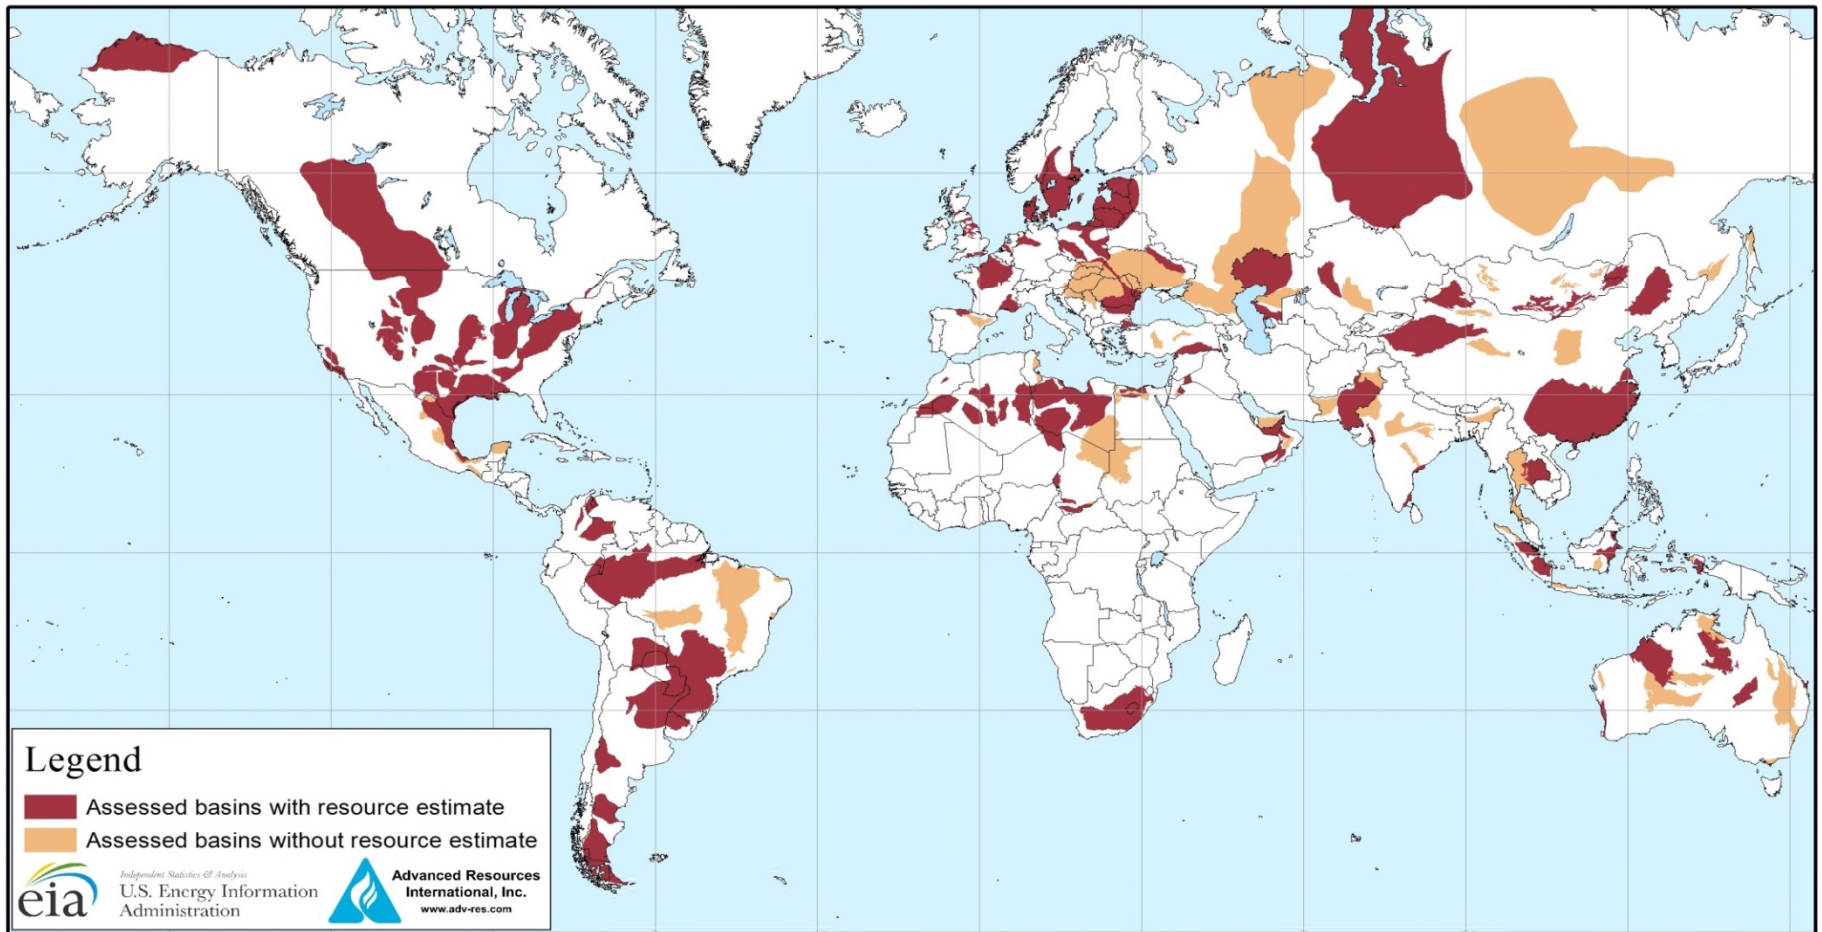 Legend
Assessed basins with resource estimate
Assessed basins without resource estimate
eia
Independent Statistics & Analysis
U.S. Energy Information
Administration
Advanced Resources
International, Inc.
www.adv-res.com